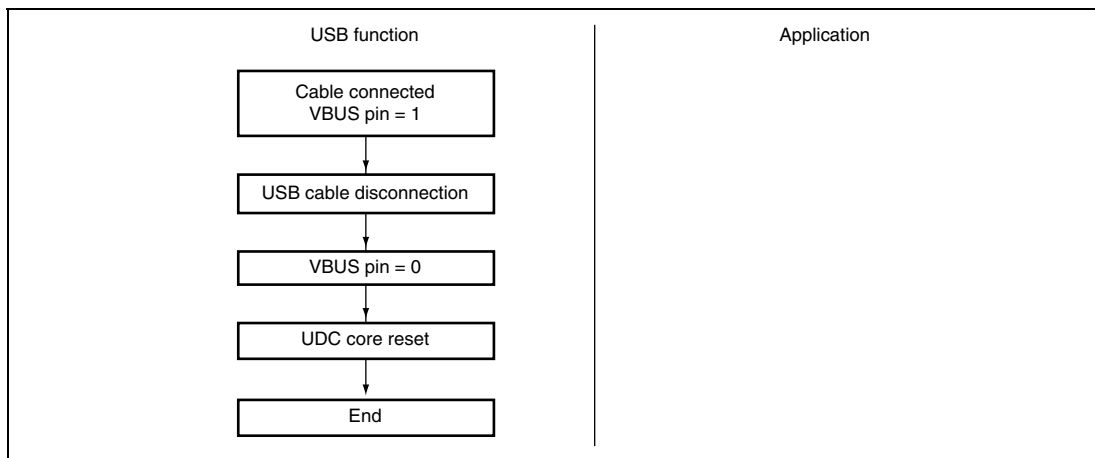 USB function
Application
Cable connected
VBUS pin = 1
USB cable disconnection
VBUS pin = 0
UDC core reset
End